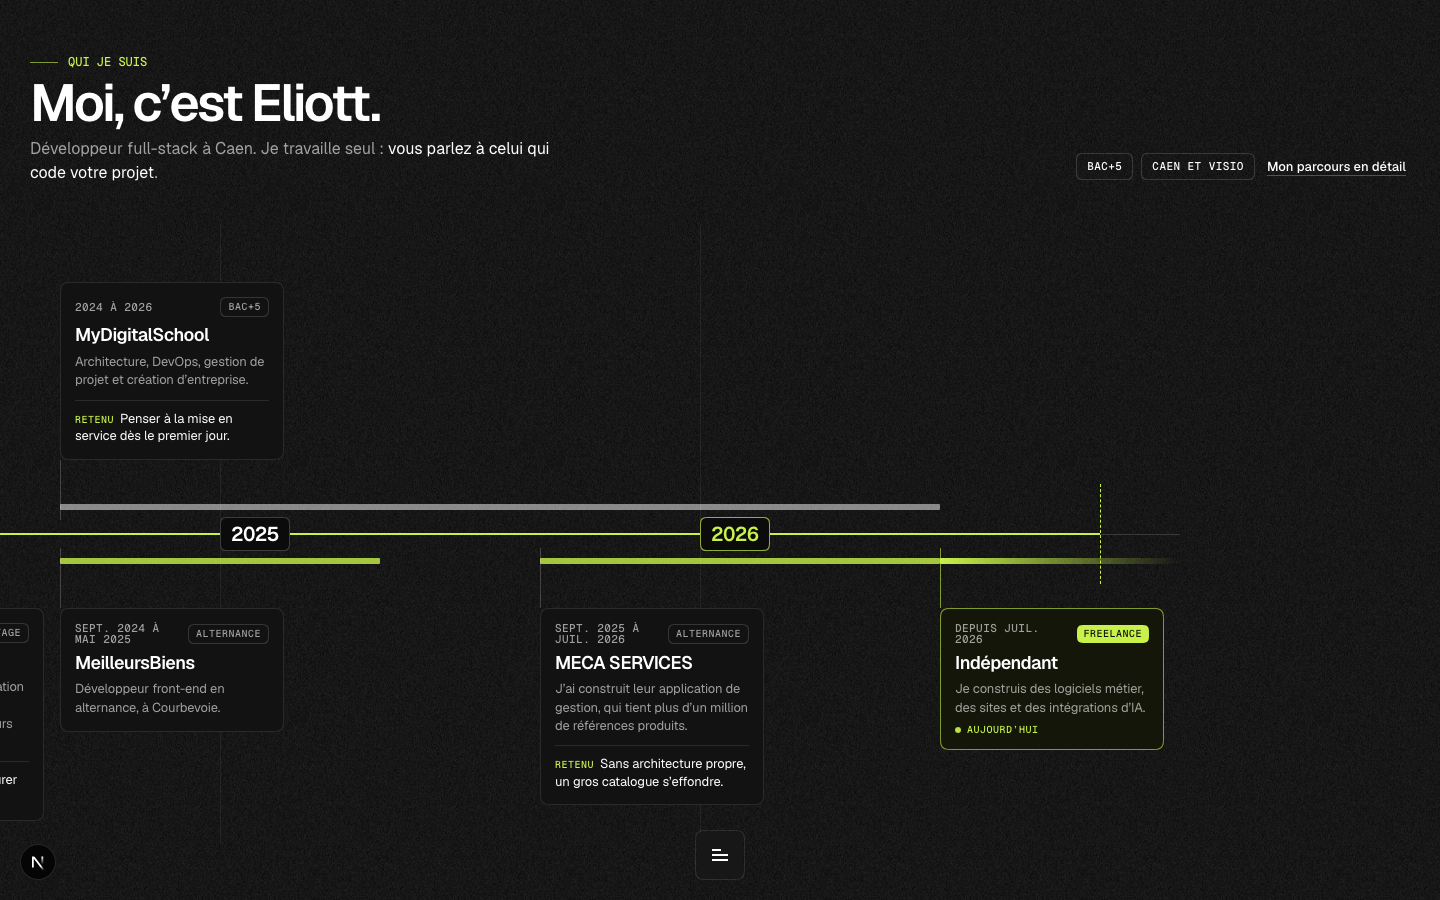 QUI JE SUIS
Moi, c’est Eliott.
Développeur full-stack à Caen. Je travaille seul : vous parlez à celui qui
code votre projet.
BAC+5
CAEN ET VISIO
Mon parcours en détail
2024 À 2026
BAC+5
MyDigitalSchool
Architecture, DevOps, gestion de
projet et création d’entreprise.
RETENU Penser à la mise en
service dès le premier jour.
2025
2026
SEPT. 2024 À
MAI 2025
ALTERNANCE
MeilleursBiens
Développeur front-end en
alternance, à Courbevoie.
SEPT. 2025 À
JUIL. 2026
ALTERNANCE
MECA SERVICES
J’ai construit leur application de
gestion, qui tient plus d’un million
de références produits.
RETENU Sans architecture propre,
un gros catalogue s’effondre.
DEPUIS JUIL.
2026
FREELANCE
Indépendant
Je construis des logiciels métier,
des sites et des intégrations d’IA.
AUJOURD’HUI
N